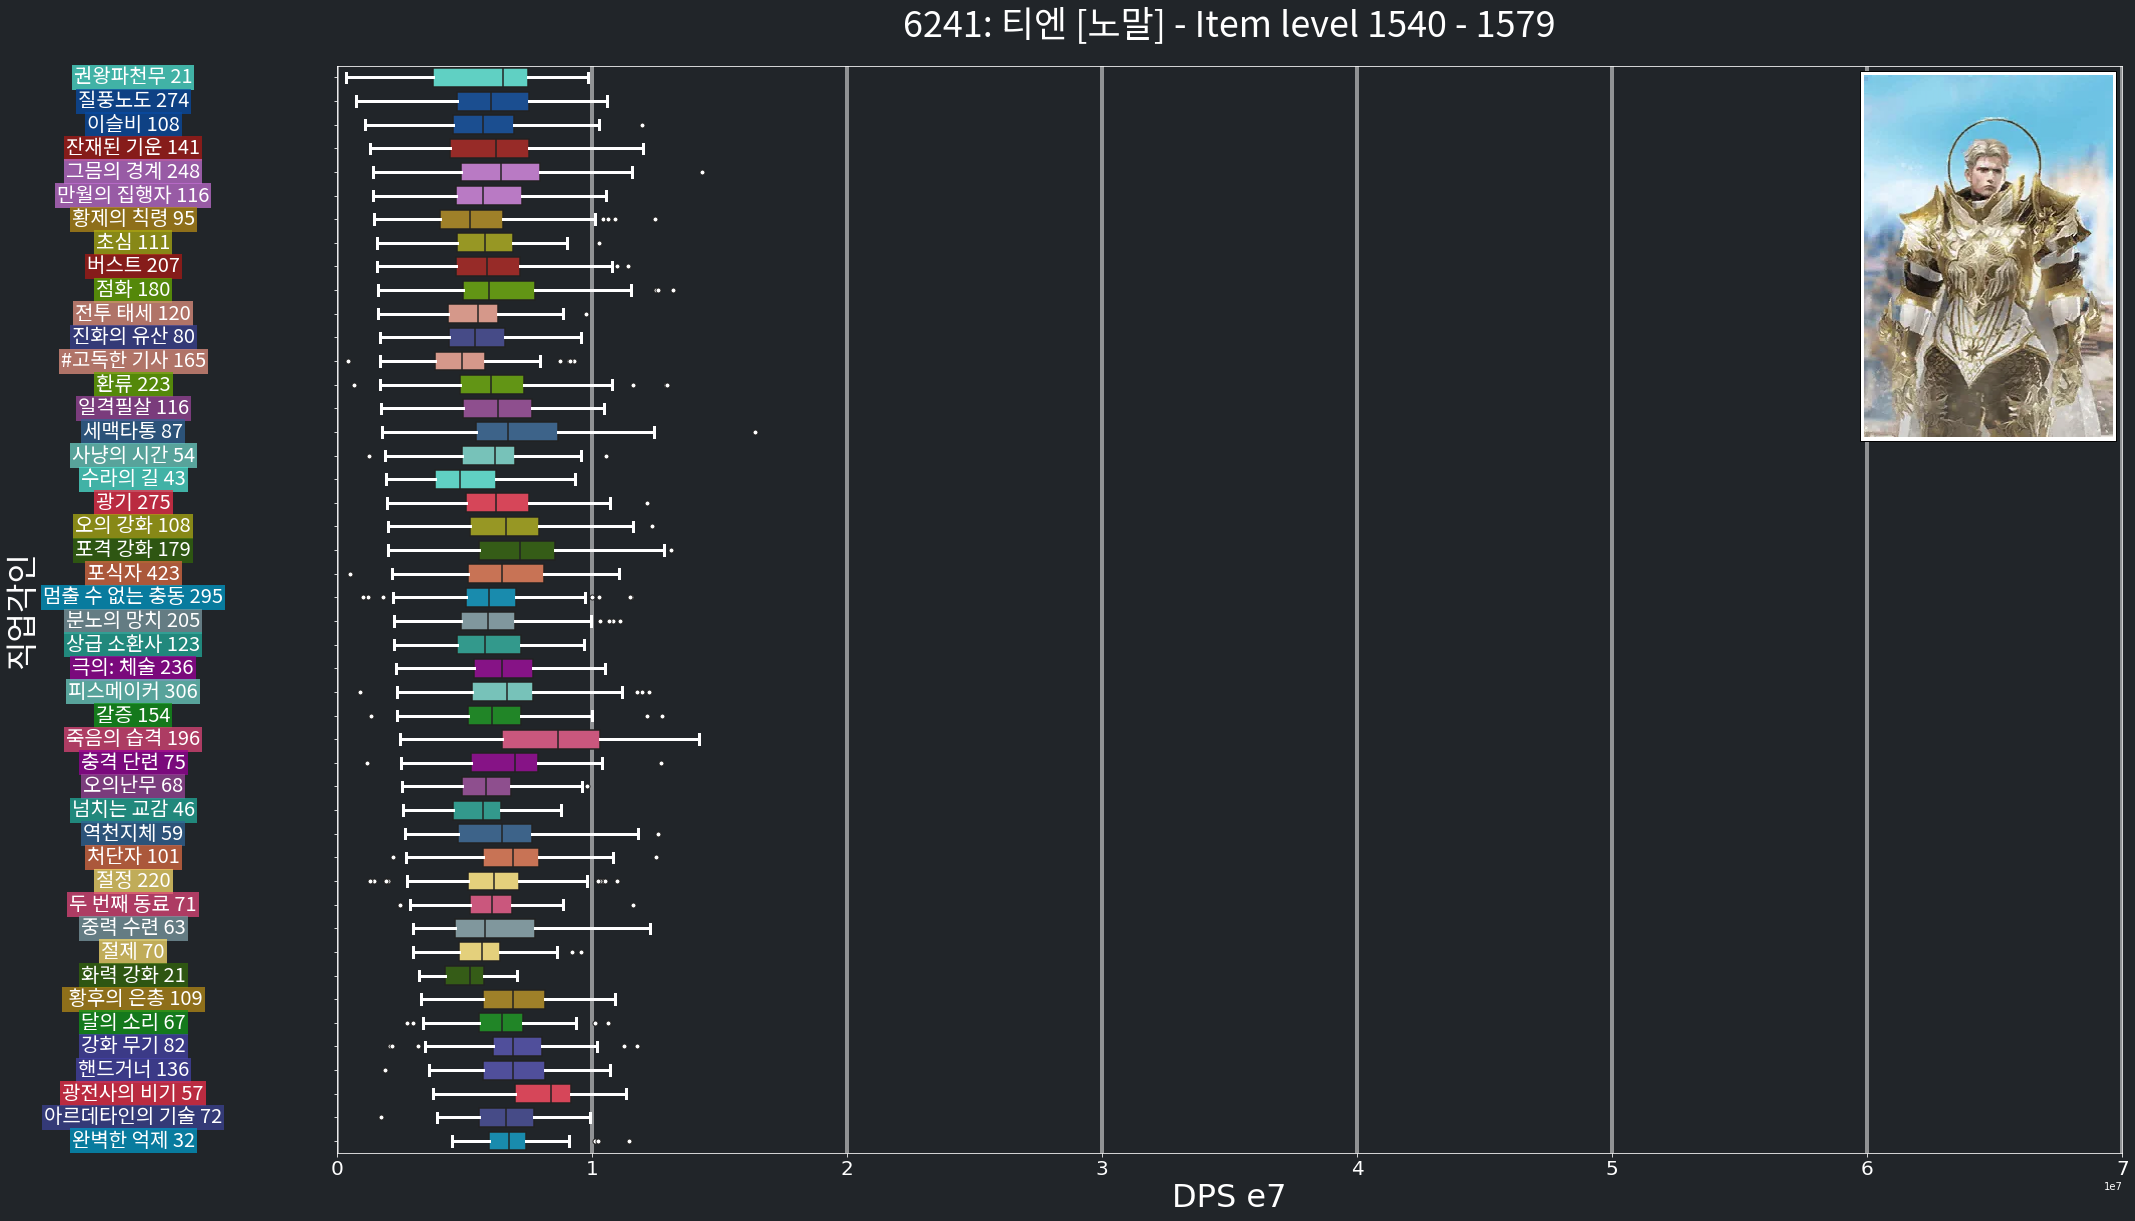 6241: 티엔 [노말] - Item level 1540 - 1579
권왕파천무 21
질풍노도 274
이슬비 108
잔재된 기운 141
그믐의 경계 248
만월의 집행자 116
황제의 칙령 95
초심 111
버스트 207
점화 180
전투 태세 120
진화의 유산 80
#고독한 기사 165
환류 223
일격필살 116
세맥타통 87
사냥의 시간 54
수라의 길 43
광기 275
오의 강화 108
포격 강화 179
포식자 423
멈출 수 없는 충동 295
분노의 망치 205
상급 소환사 123
극의: 체술 236
피스메이커 306
갈증 154
죽음의 습격 196
충격 단련 75
오의난무 68
넘치는 교감 46
역천지체 59
처단자 101
절정 220
두 번째 동료 71
중력 수련 63
절제 70
화력 강화 21
황후의 은총 109
달의 소리 67
강화 무기 82
핸드거너 136
광전사의 비기 57
아르데타인의 기술 72
완벽한 억제 32
직업각인
0 1 2 3 4 5 6 7
1e7
DPS e7